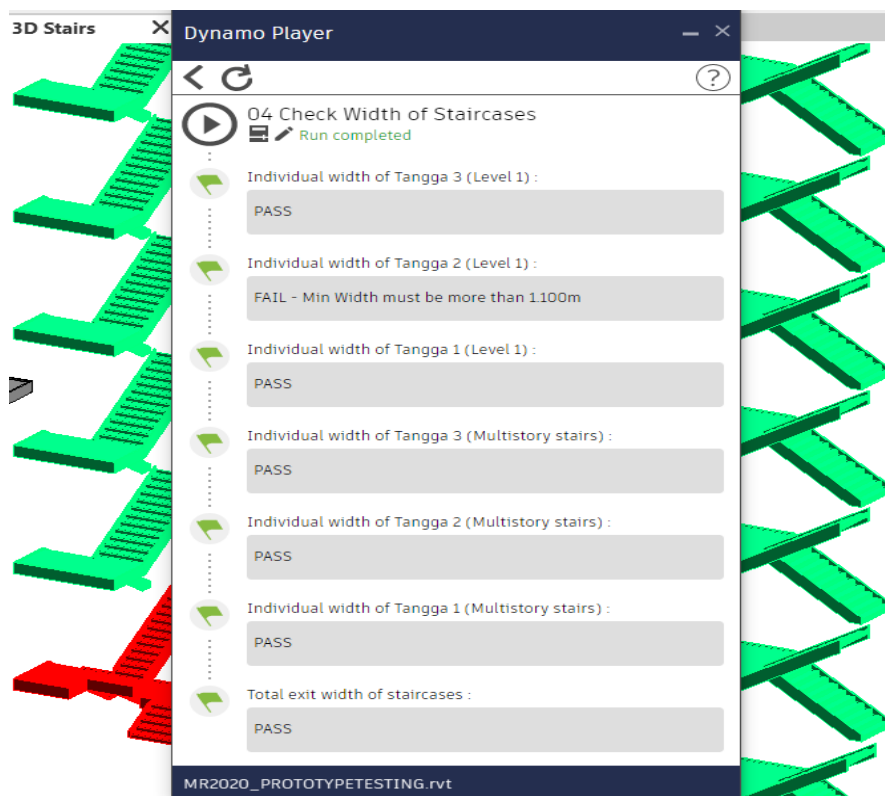 3D Stairs
Dynamo Player
04 Check Width of Staircases
Run completed
Individual width of Tangga 3 (Level 1) :
PASS
Individual width of Tangga 2 (Level 1) :
FAIL - Min Width must be more than 1.100m
Individual width of Tangga 1 (Level 1) :
PASS
Individual width of Tangga 3 (Multistory stairs) :
PASS
Individual width of Tangga 2 (Multistory stairs) :
PASS
Individual width of Tangga 1 (Multistory stairs) :
PASS
Total exit width of staircases :
PASS
MR2020_PROTOTYPETESTING.rvt